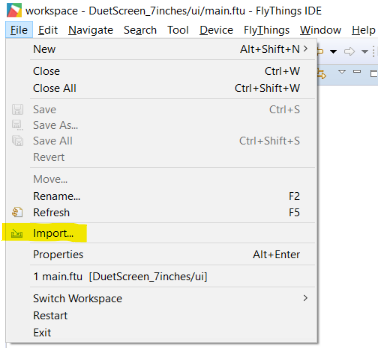 workspace - DuetScreen_7inches/ui/main.ftu - FlyThings IDE
File Edit Navigate Search Tool Device FlyThings Window Help
New Alt+Shift+N >
Close Ctrl+W
Close All Ctrl+Shift+W
Save Ctrl+S
Save As...
Save All Ctrl+Shift+S
Revert
Move...
Rename... F2
Refresh F5
Import...
Properties Alt+Enter
1 main.ftu [DuetScreen_7inches/ui]
Switch Workspace >
Restart
Exit